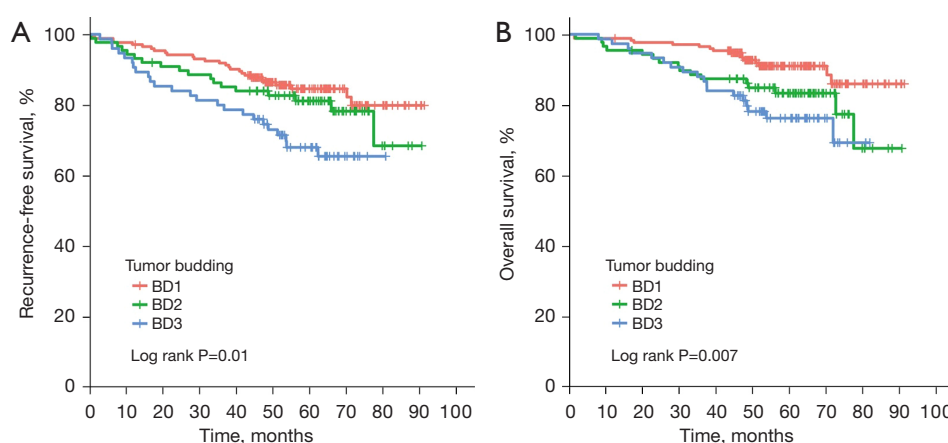 A
Recurrence-free survival, %
100
80
60
40
20
0
Tumor budding
BD1
BD2
BD3
Log rank P=0.01
0 10 20 30 40 50 60 70 80 90 100
Time, months
B
Overall survival, %
100
80
60
40
20
0
Tumor budding
BD1
BD2
BD3
Log rank P=0.007
0 10 20 30 40 50 60 70 80 90 100
Time, months